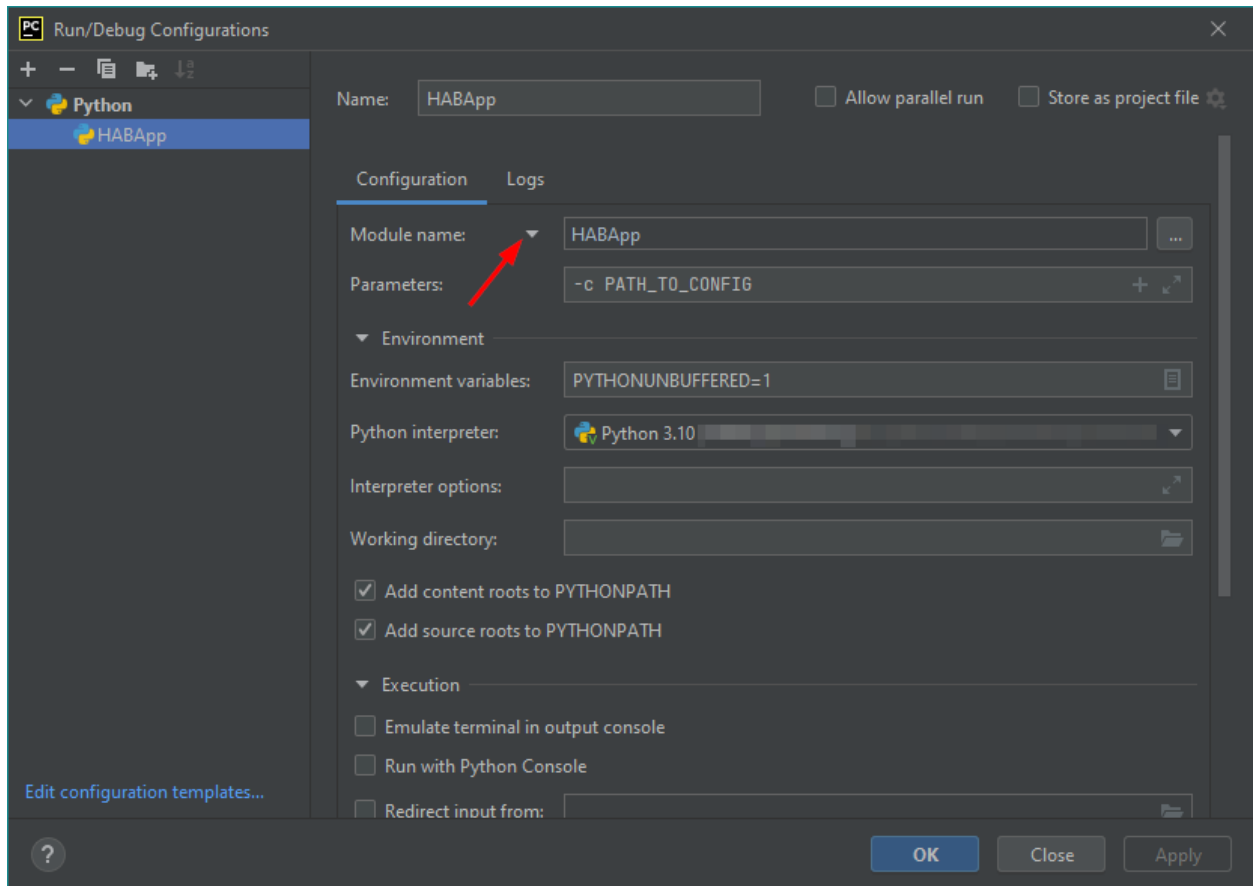 PC Run/Debug Configurations
Python
HABApp
Edit configuration templates...
Name: HABApp Allow parallel run Store as project file
Configuration Logs
Module name: HABApp ...
Parameters: -c PATH_TO_CONFIG
Environment
Environment variables: PYTHONUNBUFFERED=1
Python interpreter: Python 3.10
Interpreter options:
Working directory:
Add content roots to PYTHONPATH
Add source roots to PYTHONPATH
Execution
Emulate terminal in output console
Run with Python Console
Redirect input from:
? OK Close Apply